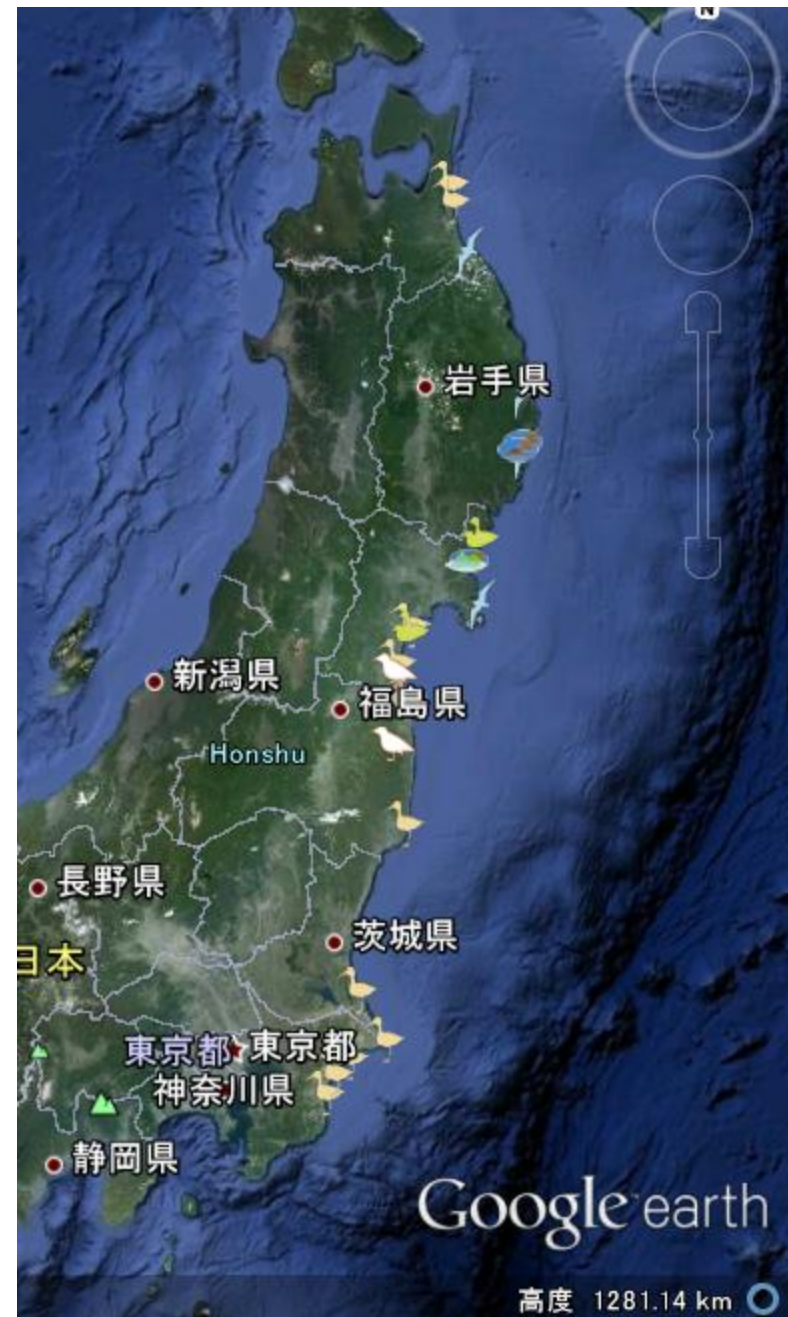 N
岩手県
新潟県
福島県
Honshu
長野県
茨城県
日本
東京都 東京都
神奈川県
静岡県
Google earth
高度 1281.14 km